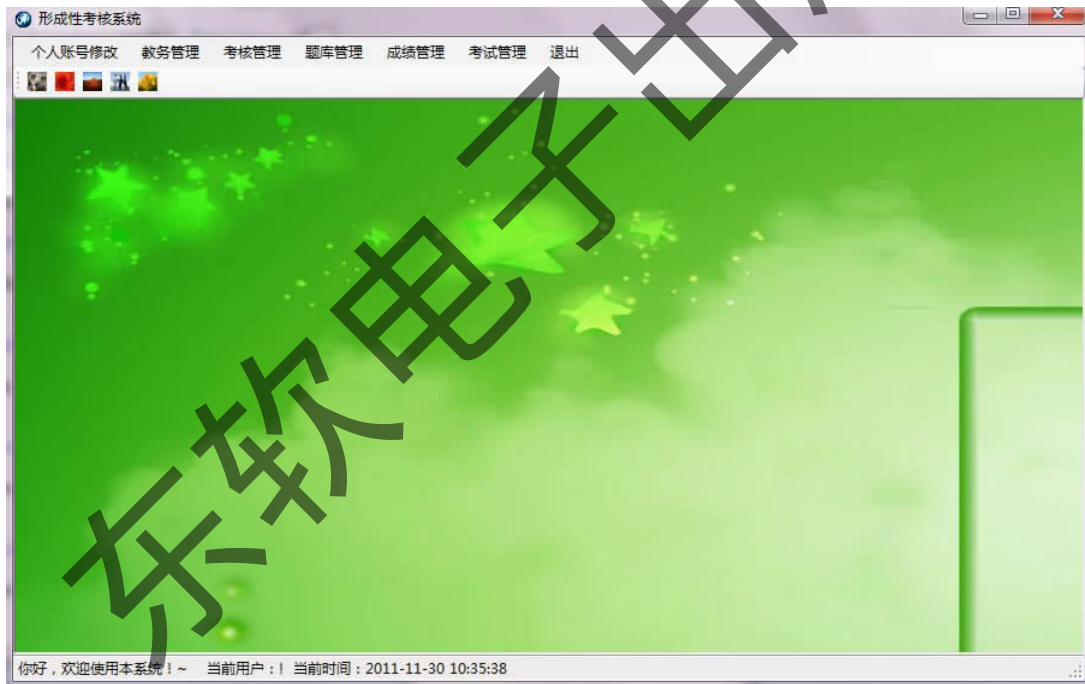 形成性考核系统
个人账号修改 教务管理 考核管理 题库管理 成绩管理 考试管理 退出
东软电子出
你好，欢迎使用本系统！~ 当前用户：! 当前时间：2011-11-30 10:35:38